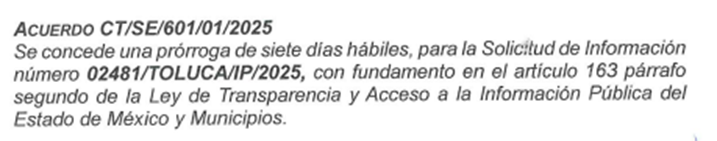 ACUERDO CT/SE/601/01/2025
Se concede una prórroga de siete días hábiles, para la Solicitud de Información
número 02481/TOLUCA/IP/2025, con fundamento en el artículo 163 párrafo
segundo de la Ley de Transparencia y Acceso a la Información Pública del
Estado de México y Municipios.